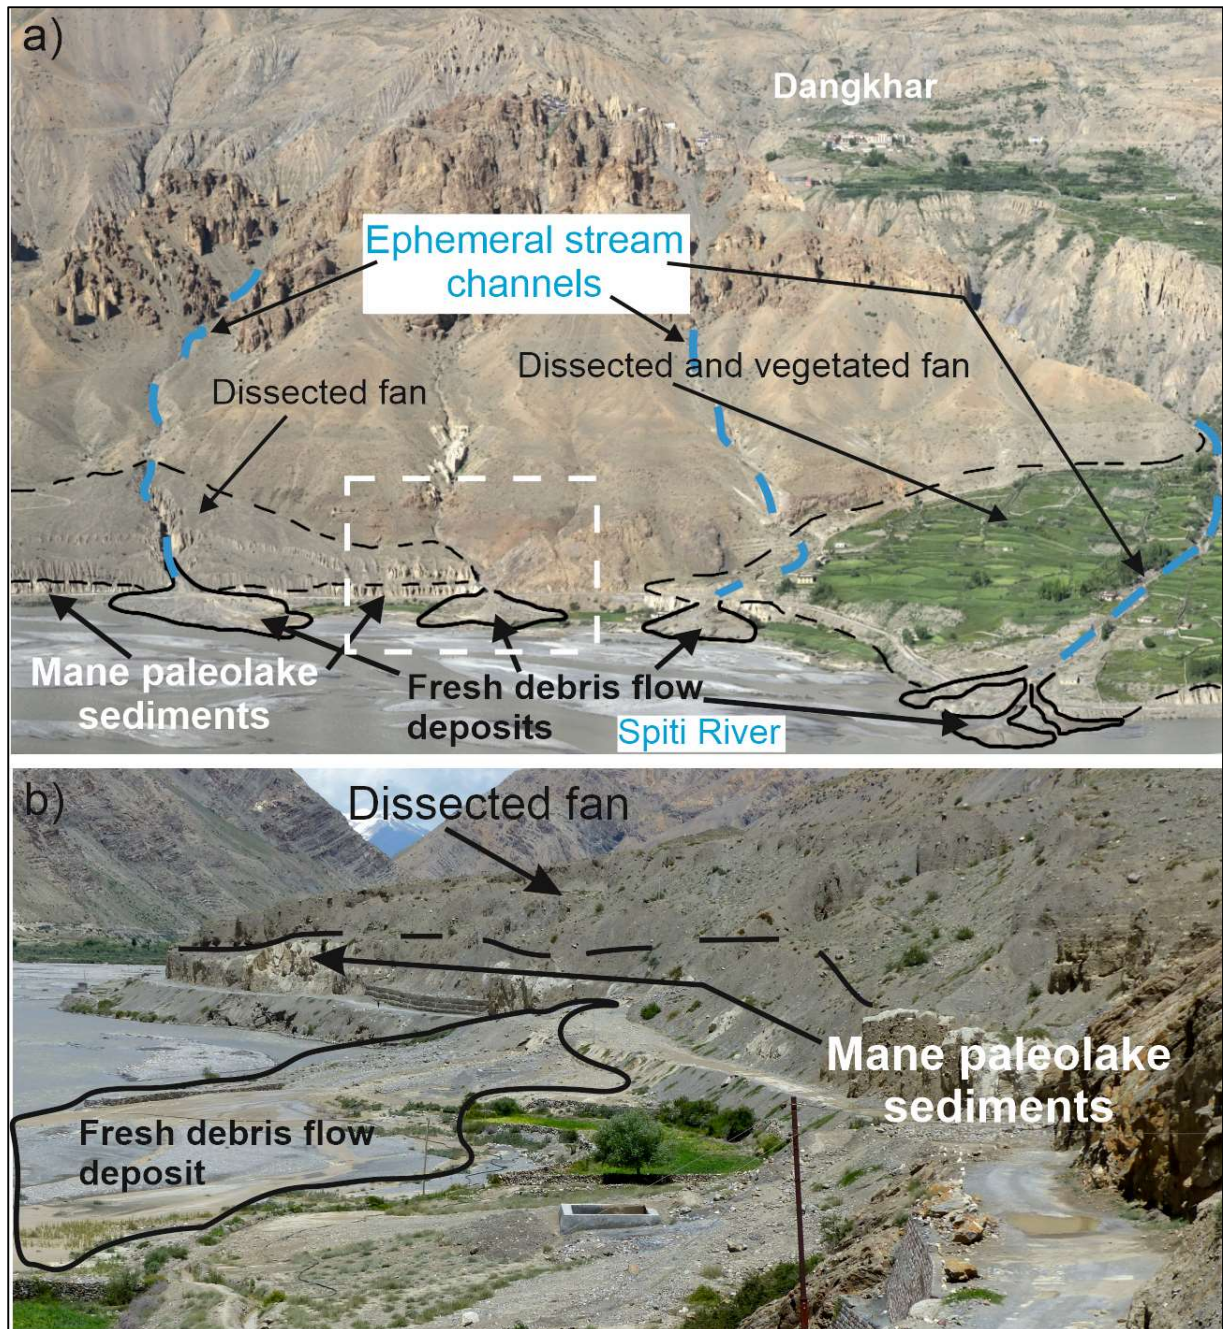 a)
Dangkhar
Ephemeral stream
channels
Dissected and vegetated fan
Dissected fan
Mane paleolake
sediments
Fresh debris flow
deposits
Spiti River
b)
Dissected fan
Mane paleolake
sediments
Fresh debris flow
deposit